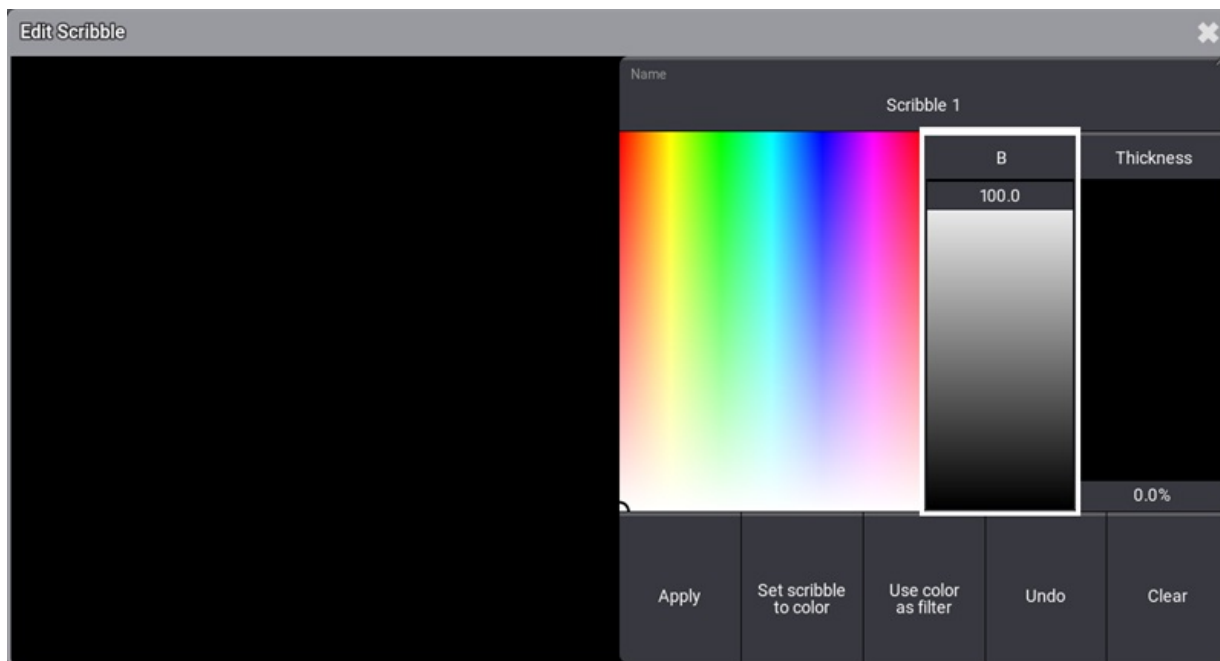 Edit Scribble
Name
Scribble 1
B
Thickness
100.0
0.0%
Apply
Set scribble
to color
Use color
as filter
Undo
Clear